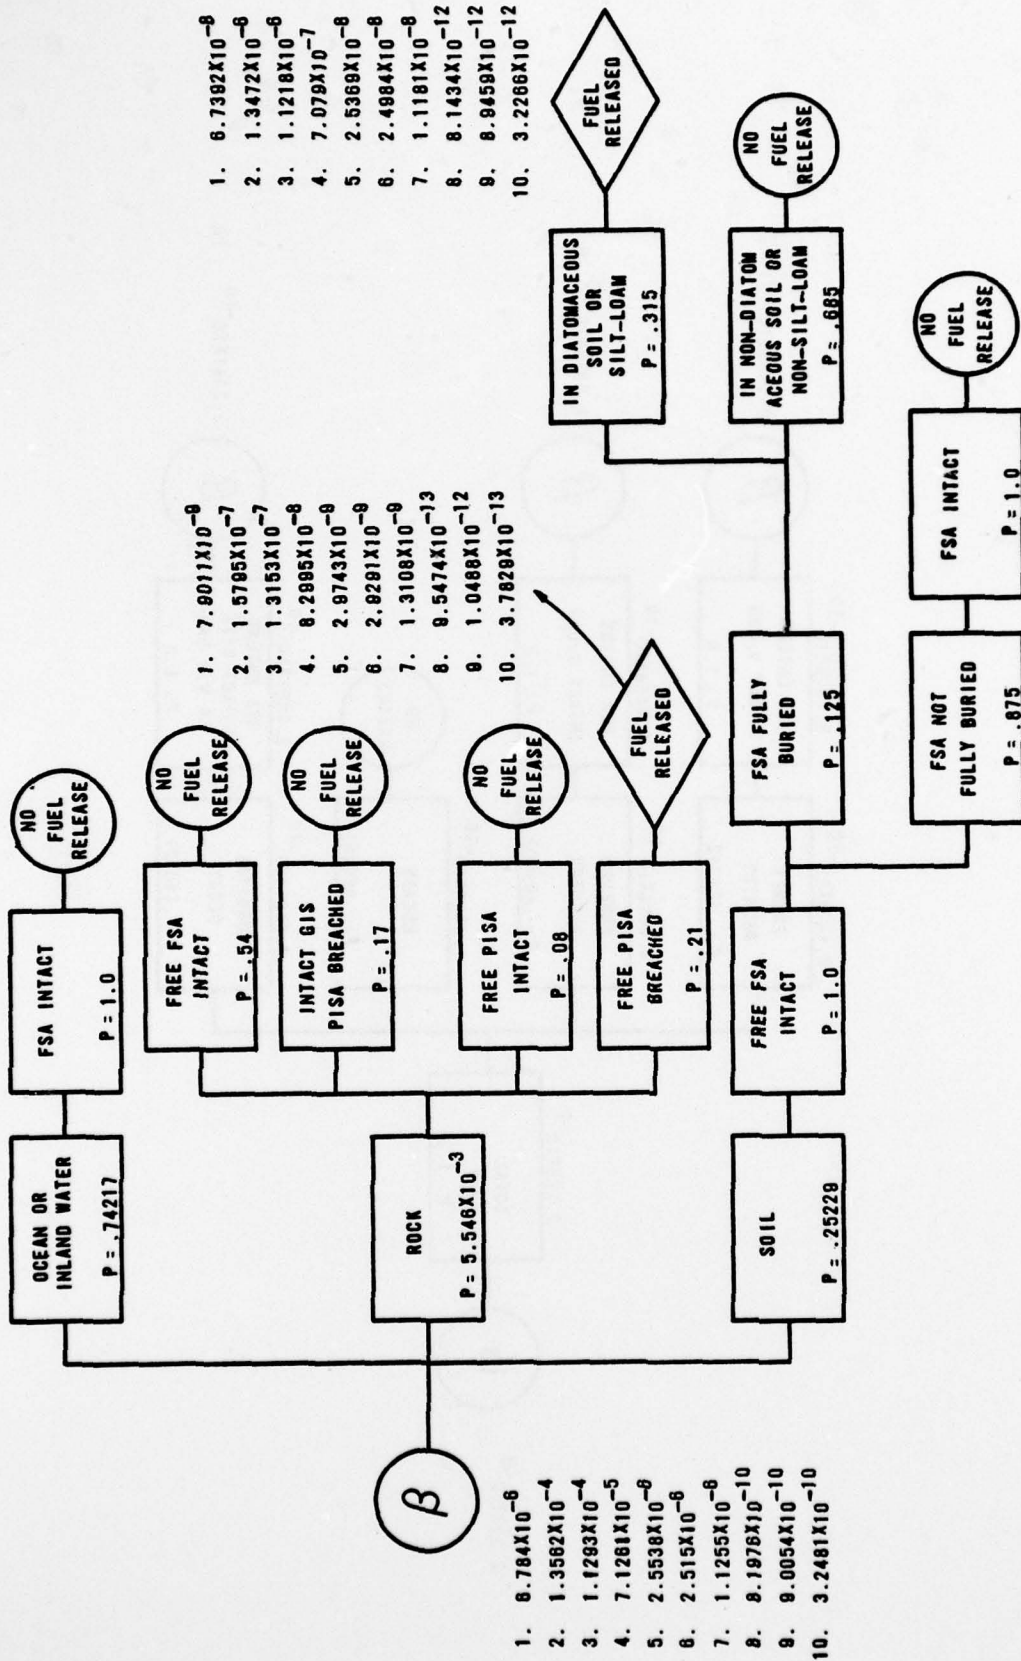 β
1. 6.784X10⁻⁶
2. 1.3562X10⁻⁴
3. 1.1293X10⁻⁴
4. 7.1261X10⁻⁵
5. 2.5538X10⁻⁶
6. 2.515X10⁻⁶
7. 1.1255X10⁻⁶
8. 8.1976X10⁻¹⁰
9. 9.0054X10⁻¹⁰
10. 3.2481X10⁻¹⁰
OCEAN OR
INLAND WATER
P = .74217
FSA INTACT
P = 1.0
NO
FUEL
RELEASE
ROCK
P = 5.546X10⁻³
FREE FSA
INTACT
P = .54
NO
FUEL
RELEASE
INTACT GIS
PISA BREACHED
P = .17
NO
FUEL
RELEASE
FREE PISA
INTACT
P = .08
NO
FUEL
RELEASE
FREE PISA
BREACHED
P = .21
FUEL
RELEASED
1. 7.9011X10⁻⁹
2. 1.5795X10⁻⁷
3. 1.3153X10⁻⁷
4. 8.2995X10⁻⁸
5. 2.9743X10⁻⁹
6. 2.9291X10⁻⁹
7. 1.3108X10⁻⁹
8. 9.5474X10⁻¹³
9. 1.0488X10⁻¹²
10. 3.7829X10⁻¹³
SOIL
P = .25229
FREE FSA
INTACT
P = 1.0
FSA FULLY
BURIED
P = .125
IN DIATOMACEOUS
SOIL OR
SILT-LOAM
P = .315
FUEL
RELEASED
1. 6.7392X10⁻⁸
2. 1.3472X10⁻⁶
3. 1.1218X10⁻⁶
4. 7.079X10⁻⁷
5. 2.5369X10⁻⁸
6. 2.4984X10⁻⁸
7. 1.1181X10⁻⁸
8. 8.1434X10⁻¹²
9. 8.9459X10⁻¹²
10. 3.2266X10⁻¹²
IN NON-DIATOM
ACEOUS SOIL OR
NON-SILT-LOAM
P = .685
NO
FUEL
RELEASE
FSA NOT
FULLY BURIED
P = .875
FSA INTACT
P = 1.0
NO
FUEL
RELEASE